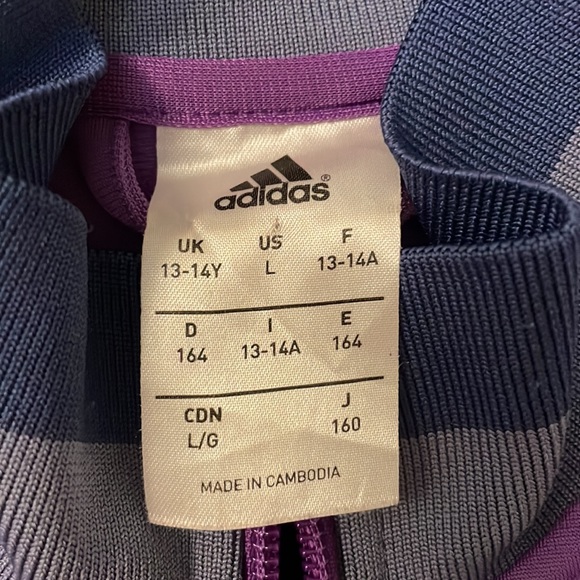 adidas®
UK US F
13-14Y L 13-14A
D I E
164 13-14A 164
CDN J
L/G 160
MADE IN CAMBODIA